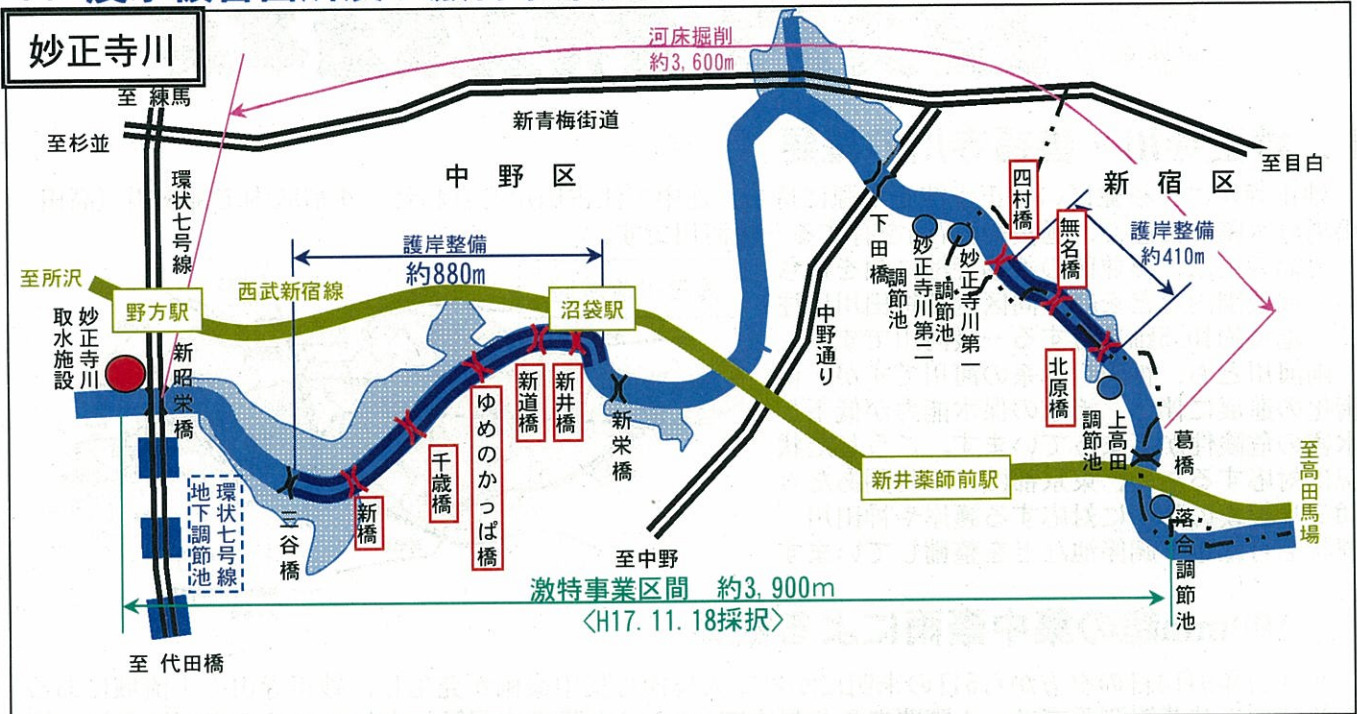 妙正寺川
河床掘削
約3,600m
至 練馬
至杉並
新青梅街道
至目白
中野区
新宿区
環状七号線
四村橋
無名橋
護岸整備
約410m
下田橋
妙正寺川第二
調節池
妙正寺川第一
調節池
護岸整備
約880m
至所沢
西武新宿線
野方駅
沼袋駅
中野通り
妙正寺川
取水施設
新昭栄橋
北原橋
上高田
調節池
葛橋
新井薬師前駅
至高田馬場
新栄橋
新井橋
新道橋
ゆめのかっぱ橋
千歳橋
新橋
三谷橋
環状七号線
地下調節池
落合調節池
至中野
激特事業区間 約3,900m
〈H17.11.18採択〉
至 代田橋